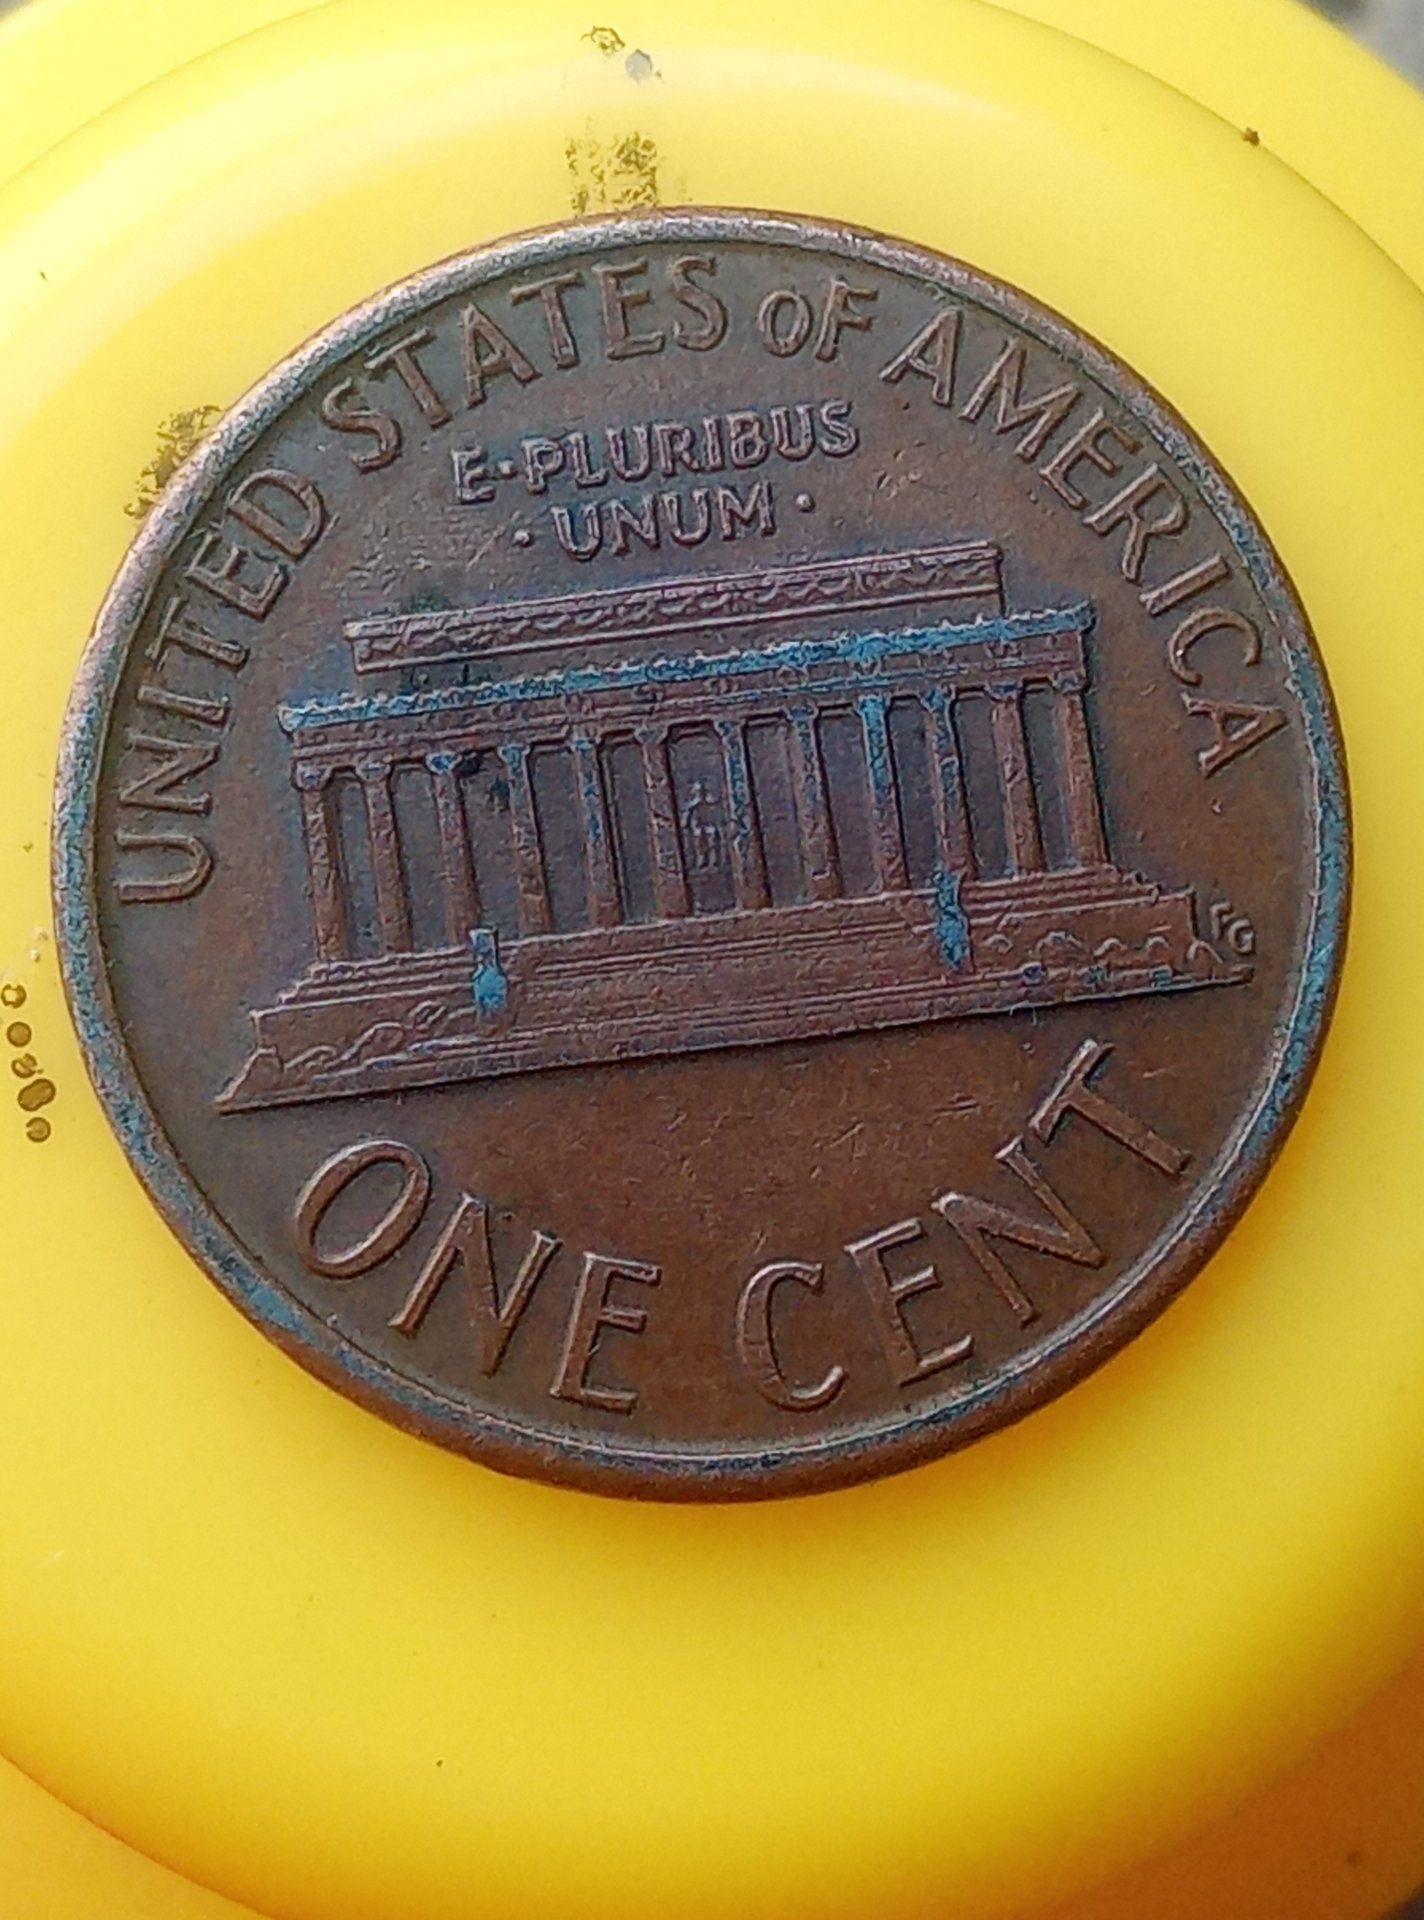 UNITED STATES OF AMERICA
E·PLURIBUS
·UNUM·
FG
ONE CENT